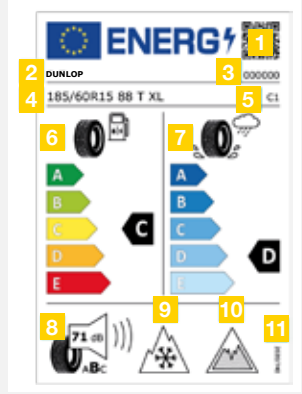 ENERG 1
2 DUNLOP 3 000000
4 185/60R15 88 T XL 5 C1
6 7
A A
B B
C C C
D D D
E E
8 9 10 11
71 dB
ABC